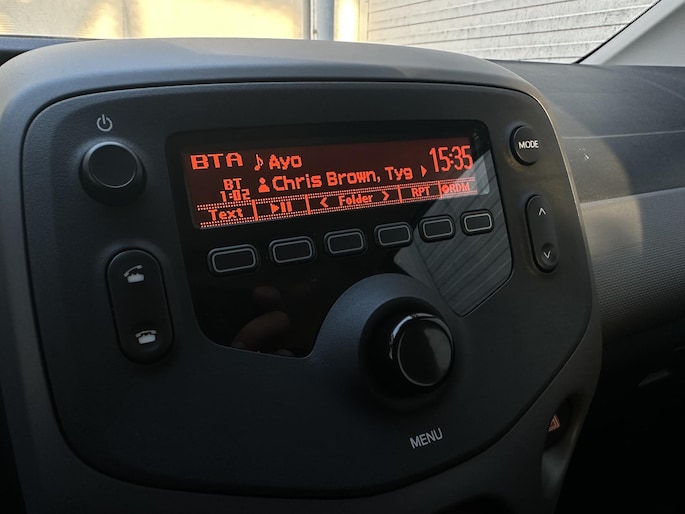 MODE
BTA Ayo 15:35
BT Chris Brown, Tyg
1:02
Text < Folder > RPT RDM
MENU